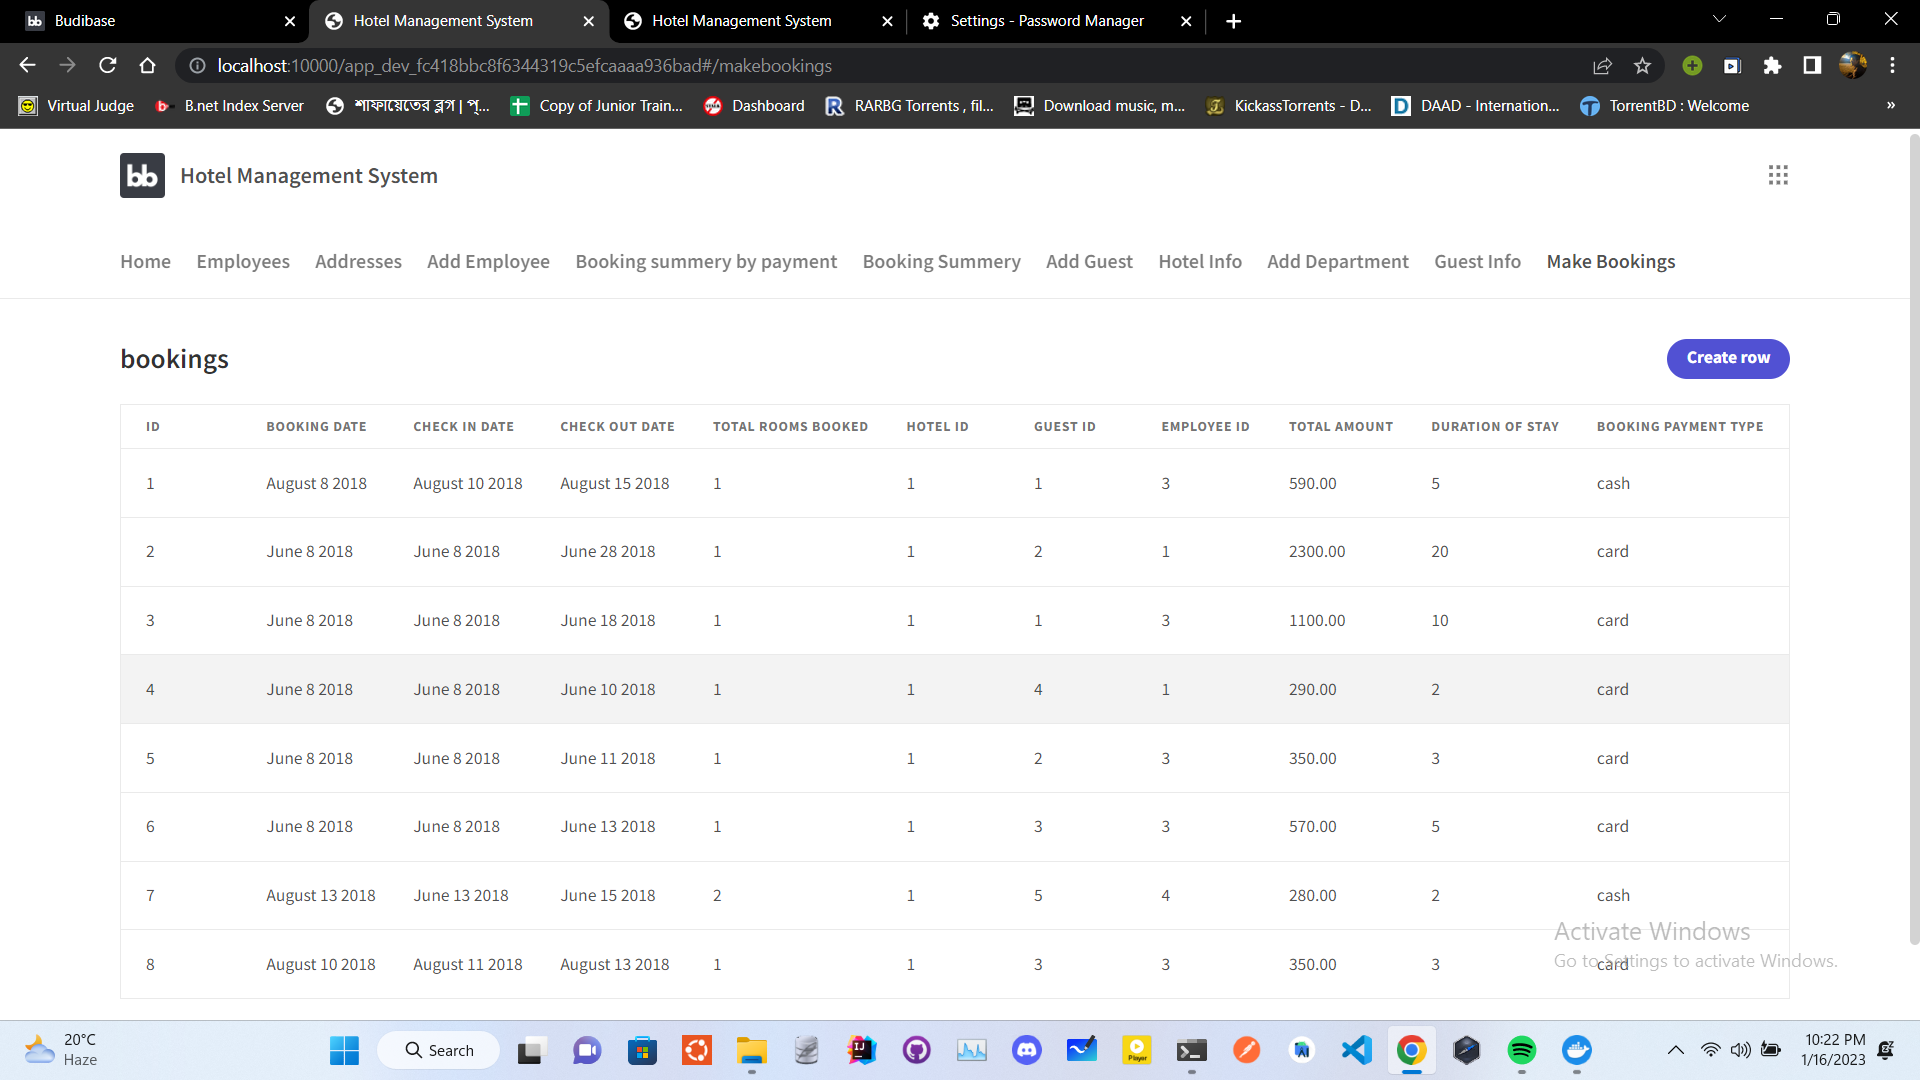 Budibase
Hotel Management System
Hotel Management System
Settings - Password Manager
localhost:10000/app_dev_fc418bbc8f6344319c5efcaaaa936bad#/makebookings
Virtual Judge
B.net Index Server
শাফায়েতের ব্লগ | প্...
Copy of Junior Train...
Dashboard
RARBG Torrents , fil...
Download music, m...
KickassTorrents - D...
DAAD - Internation...
TorrentBD : Welcome
»
bb Hotel Management System
Home Employees Addresses Add Employee Booking summery by payment Booking Summery Add Guest Hotel Info Add Department Guest Info Make Bookings
bookings
Create row
ID BOOKING DATE CHECK IN DATE CHECK OUT DATE TOTAL ROOMS BOOKED HOTEL ID GUEST ID EMPLOYEE ID TOTAL AMOUNT DURATION OF STAY BOOKING PAYMENT TYPE
1 August 8 2018 August 10 2018 August 15 2018 1 1 1 3 590.00 5 cash
2 June 8 2018 June 8 2018 June 28 2018 1 1 2 1 2300.00 20 card
3 June 8 2018 June 8 2018 June 18 2018 1 1 1 3 1100.00 10 card
4 June 8 2018 June 8 2018 June 10 2018 1 1 4 1 290.00 2 card
5 June 8 2018 June 8 2018 June 11 2018 1 1 2 3 350.00 3 card
6 June 8 2018 June 8 2018 June 13 2018 1 1 3 3 570.00 5 card
7 August 13 2018 June 13 2018 June 15 2018 2 1 5 4 280.00 2 cash
8 August 10 2018 August 11 2018 August 13 2018 1 1 3 3 350.00 3 card
Activate Windows
Go to Settings to activate Windows.
20°C
Haze
Search
10:22 PM
1/16/2023